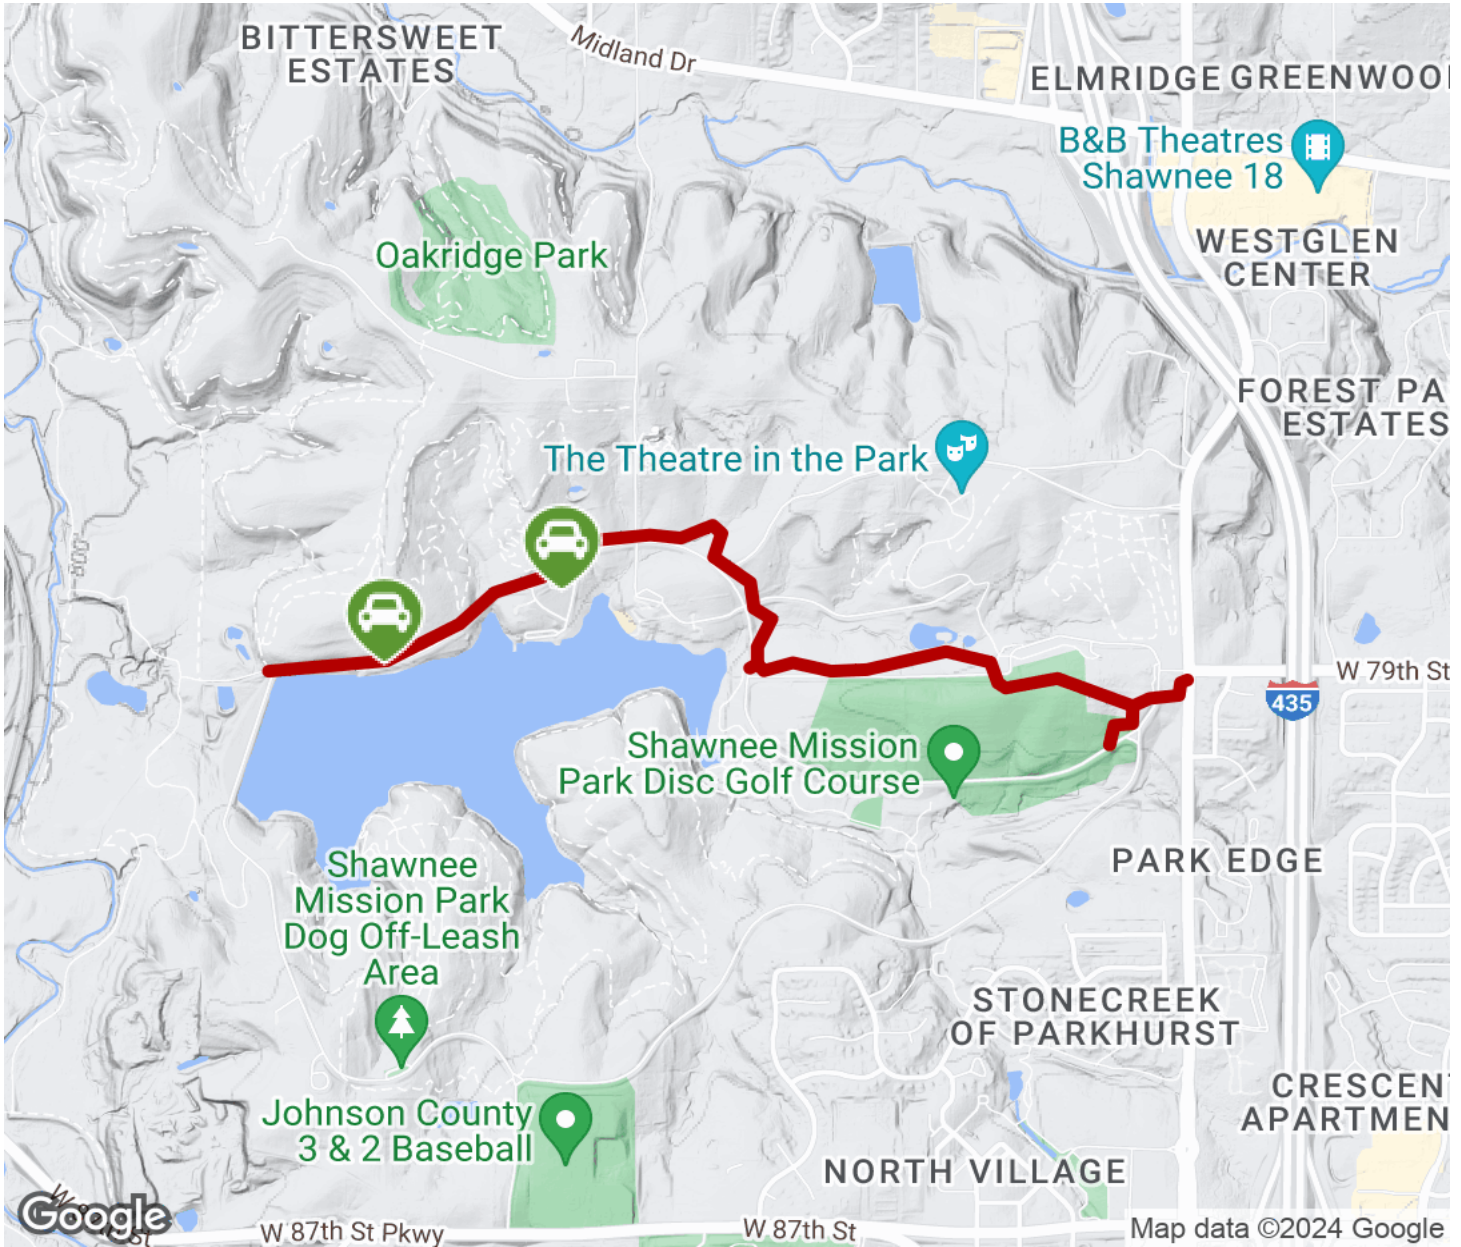 BITTERSWEET
ESTATES
Midland Dr
ELMRIDGE
GREENWOO
B&B Theatres
Shawnee 18
WESTGLEN
CENTER
Oakridge Park
FOREST PA
ESTATES
The Theatre in the Park
W 79th St
435
Shawnee Mission
Park Disc Golf Course
PARK EDGE
Shawnee
Mission Park
Dog Off-Leash
Area
STONECREEK
OF PARKHURST
CRESCEN
APARTMEN
Johnson County
3 & 2 Baseball
NORTH VILLAGE
Google
W 87th St Pkwy
W 87th St
Map data ©2024 Google